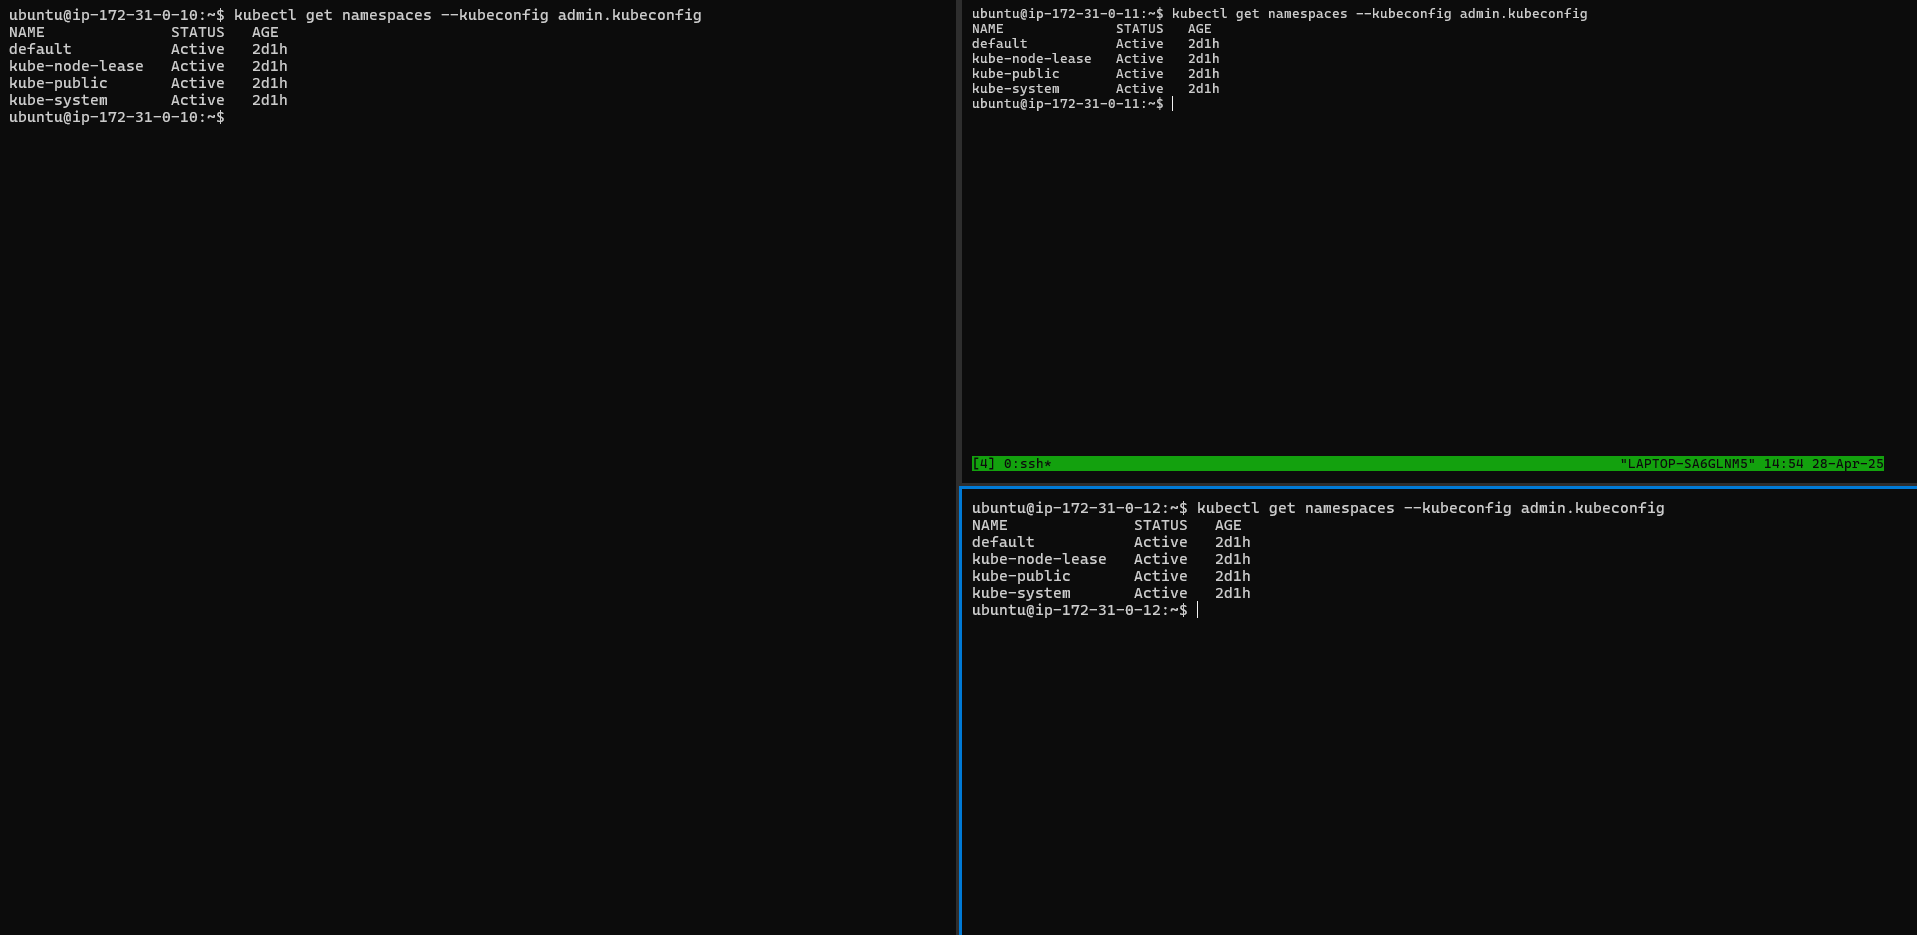 ubuntu@ip-172-31-0-10:~$ kubectl get namespaces --kubeconfig admin.kubeconfig
NAME              STATUS   AGE
default           Active   2d1h
kube-node-lease   Active   2d1h
kube-public       Active   2d1h
kube-system       Active   2d1h
ubuntu@ip-172-31-0-10:~$
ubuntu@ip-172-31-0-11:~$ kubectl get namespaces --kubeconfig admin.kubeconfig
NAME              STATUS   AGE
default           Active   2d1h
kube-node-lease   Active   2d1h
kube-public       Active   2d1h
kube-system       Active   2d1h
ubuntu@ip-172-31-0-11:~$
[4] 0:ssh* "LAPTOP-SA6GLNM5" 14:54 28-Apr-25
ubuntu@ip-172-31-0-12:~$ kubectl get namespaces --kubeconfig admin.kubeconfig
NAME              STATUS   AGE
default           Active   2d1h
kube-node-lease   Active   2d1h
kube-public       Active   2d1h
kube-system       Active   2d1h
ubuntu@ip-172-31-0-12:~$